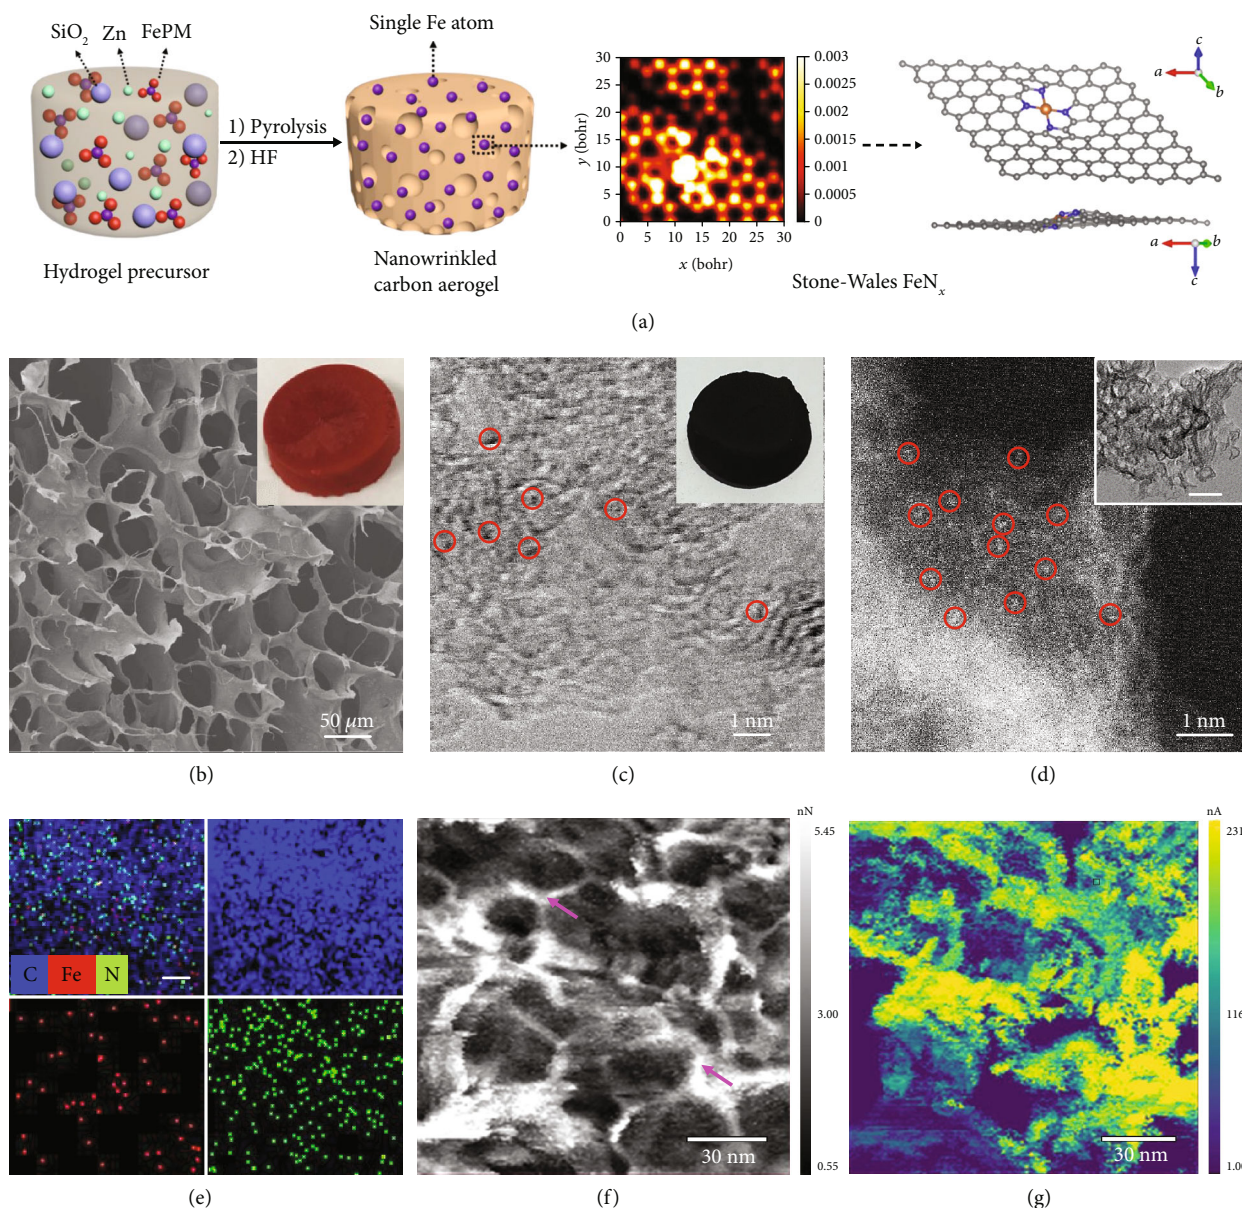 SiO2 Zn FePM
Single Fe atom
1) Pyrolysis
2) HF
Hydrogel precursor
Nanowrinkled
carbon aerogel
y (bohr)
30
25
20
15
10
5
0
0 5 10 15 20 25 30
x (bohr)
0.003
0.0025
0.002
0.0015
0.001
0.0005
0
c
a
b
a
b
c
Stone-Wales FeNx
(a)
50 μm
1 nm
1 nm
(b)
(c)
(d)
C Fe N
nN
5.45
3.00
0.55
30 nm
nA
231
116
1.00
30 nm
(e)
(f)
(g)